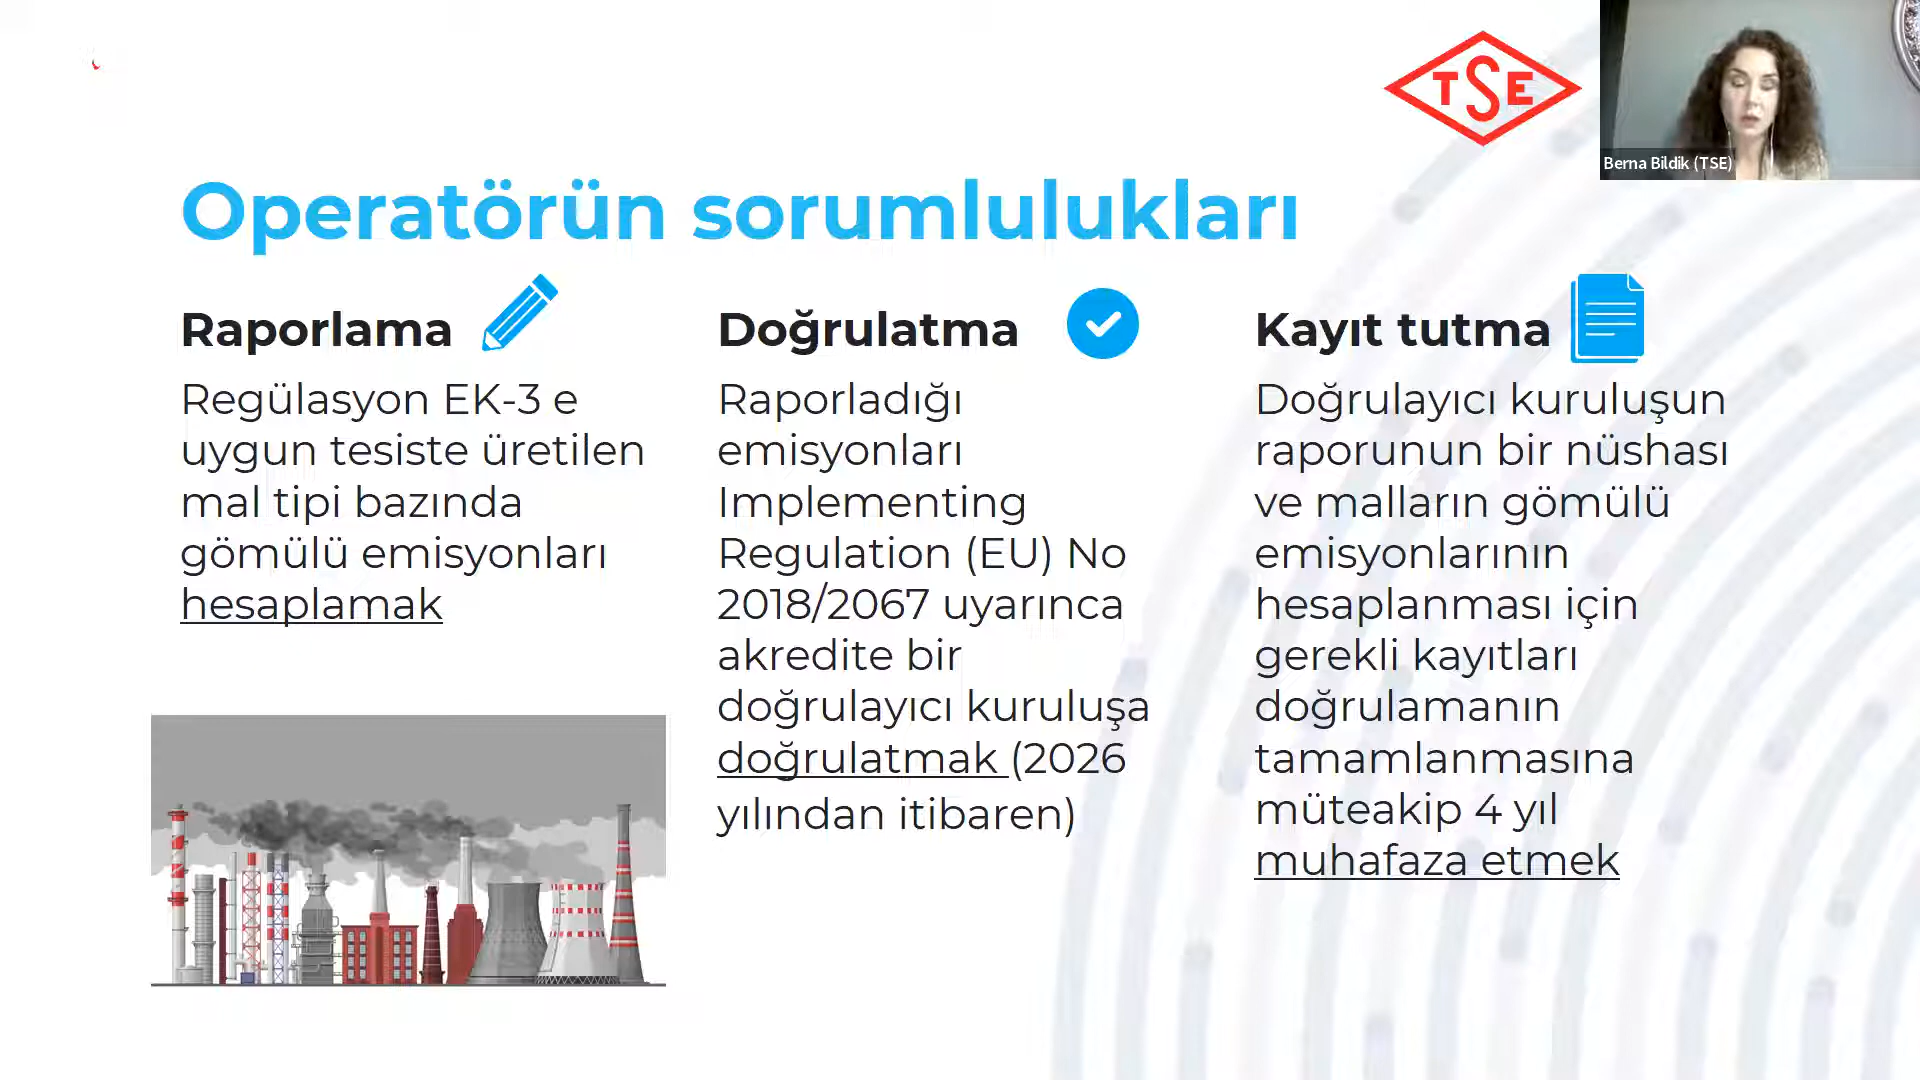 TSE
Berna Bildik (TSE)
Operatörün sorumlulukları
Raporlama
Regülasyon EK-3 e
uygun tesiste üretilen
mal tipi bazında
gömülü emisyonları
hesaplamak
Doğrulatma
Raporladığı
emisyonları
Implementing
Regulation (EU) No
2018/2067 uyarınca
akredite bir
doğrulayıcı kuruluşa
doğrulatmak (2026
yılından itibaren)
Kayıt tutma
Doğrulayıcı kuruluşun
raporunun bir nüshası
ve malların gömülü
emisyonlarının
hesaplanması için
gerekli kayıtları
doğrulamanın
tamamlanmasına
müteakip 4 yıl
muhafaza etmek